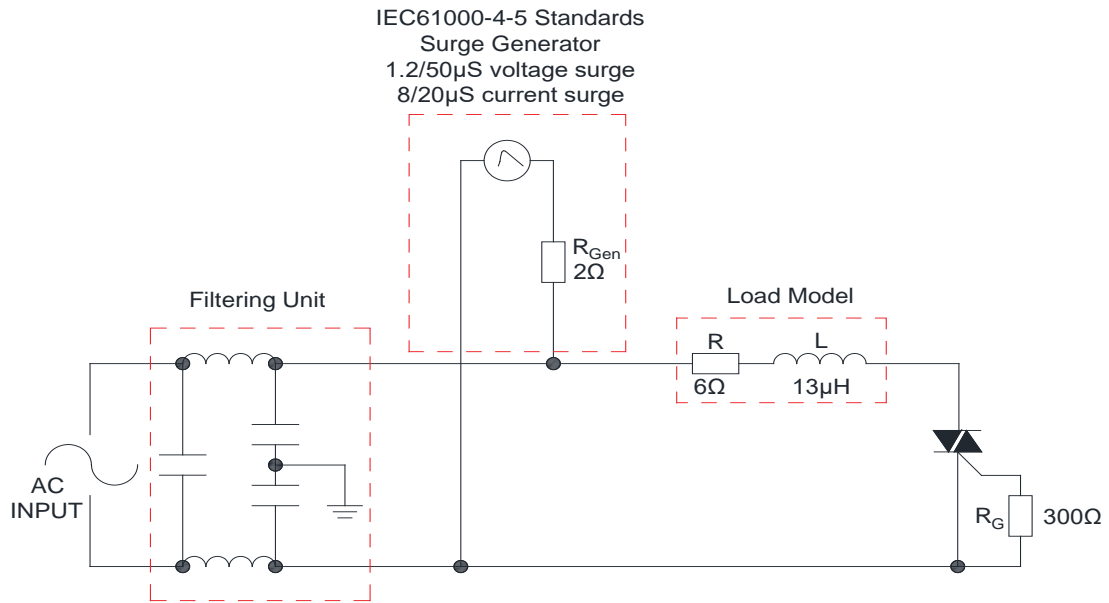 IEC61000-4-5 Standards
Surge Generator
1.2/50μS voltage surge
8/20μS current surge
RGen
2Ω
Filtering Unit
Load Model
R
L
6Ω
13μH
AC
INPUT
RG
300Ω